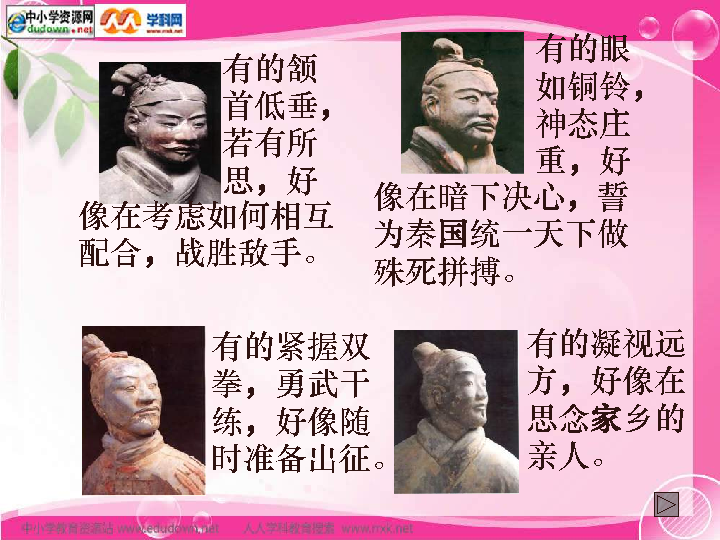 中小学资源网
edudown.net
学科网
www.nxk.net
有的颔
首低垂，
若有所
思，好
像在考虑如何相互
配合，战胜敌手。
有的眼
如铜铃，
神态庄
重，好
像在暗下决心，誓
为秦国统一天下做
殊死拼搏。
有的紧握双
拳，勇武干
练，好像随
时准备出征。
有的凝视远
方，好像在
思念家乡的
亲人。
中小学教育资源站 www.edudown.net 人人学科教育搜索 www.nxk.net